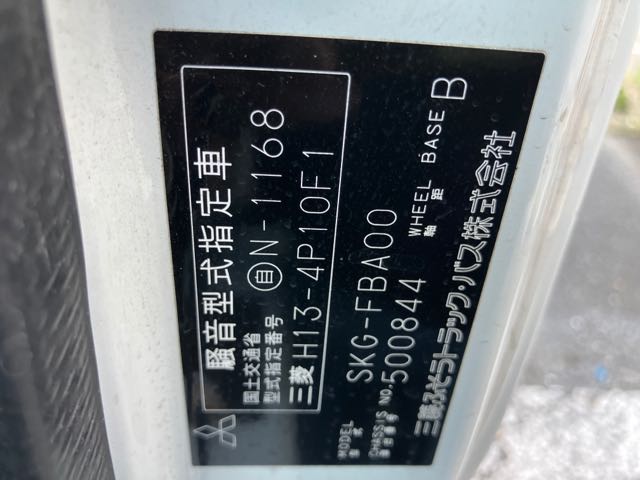 騒音型式指定車
国土交通省
型式指定番号
自N-1168
三菱H13-4P10F1
MODEL
型式
SKG-FBA00
CHASSIS NO.
車台番号
500844
WHEEL BASE
軸距
B
三菱ふそうトラック・バス株式会社